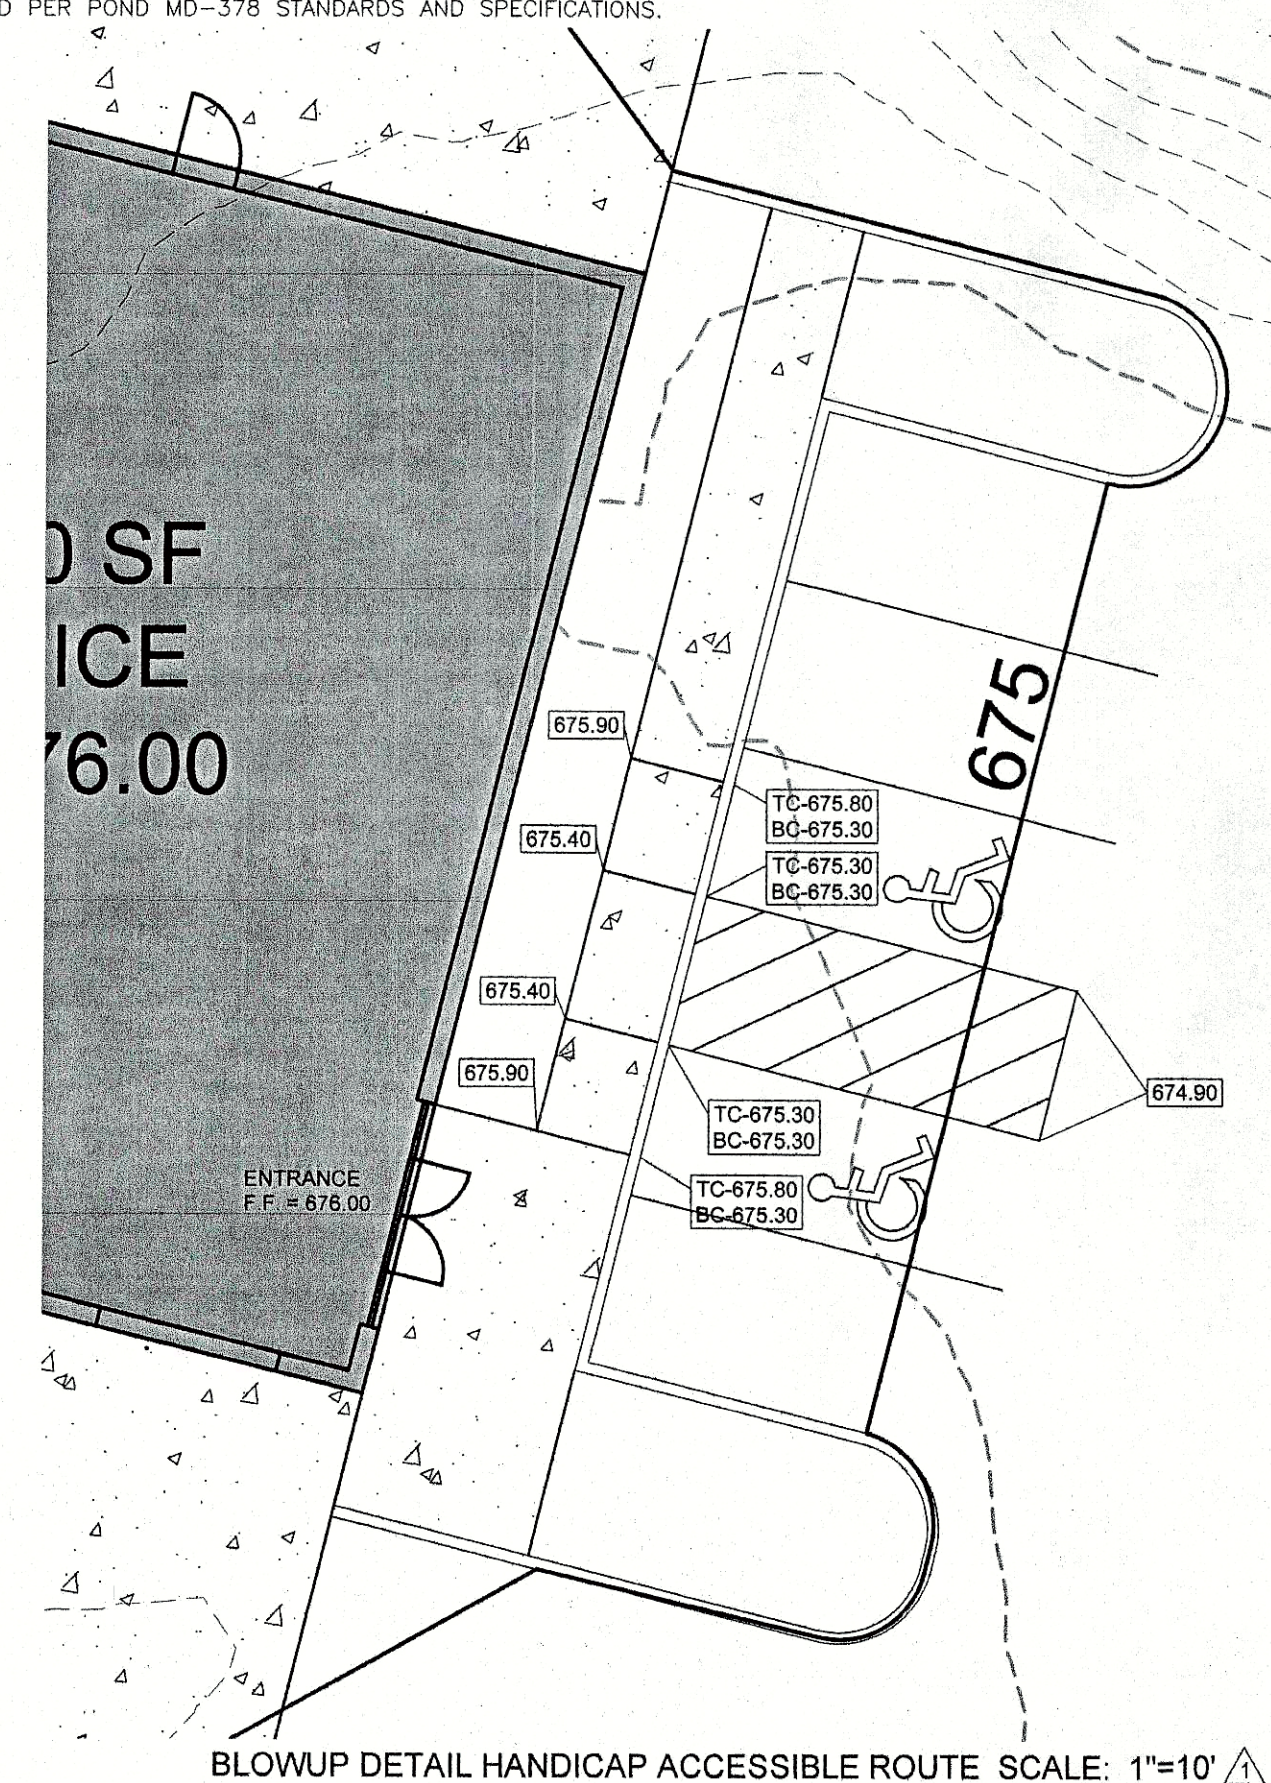 D PER POND MD-378 STANDARDS AND SPECIFICATIONS.
0 SF
ICE
76.00
675
675.90
TC-675.80
BC-675.30
675.40
TC-675.30
BC-675.30
675.40
675.90
674.90
TC-675.30
BC-675.30
ENTRANCE
F.F. = 676.00
TC-675.80
BC-675.30
BLOWUP DETAIL HANDICAP ACCESSIBLE ROUTE SCALE: 1"=10' 1